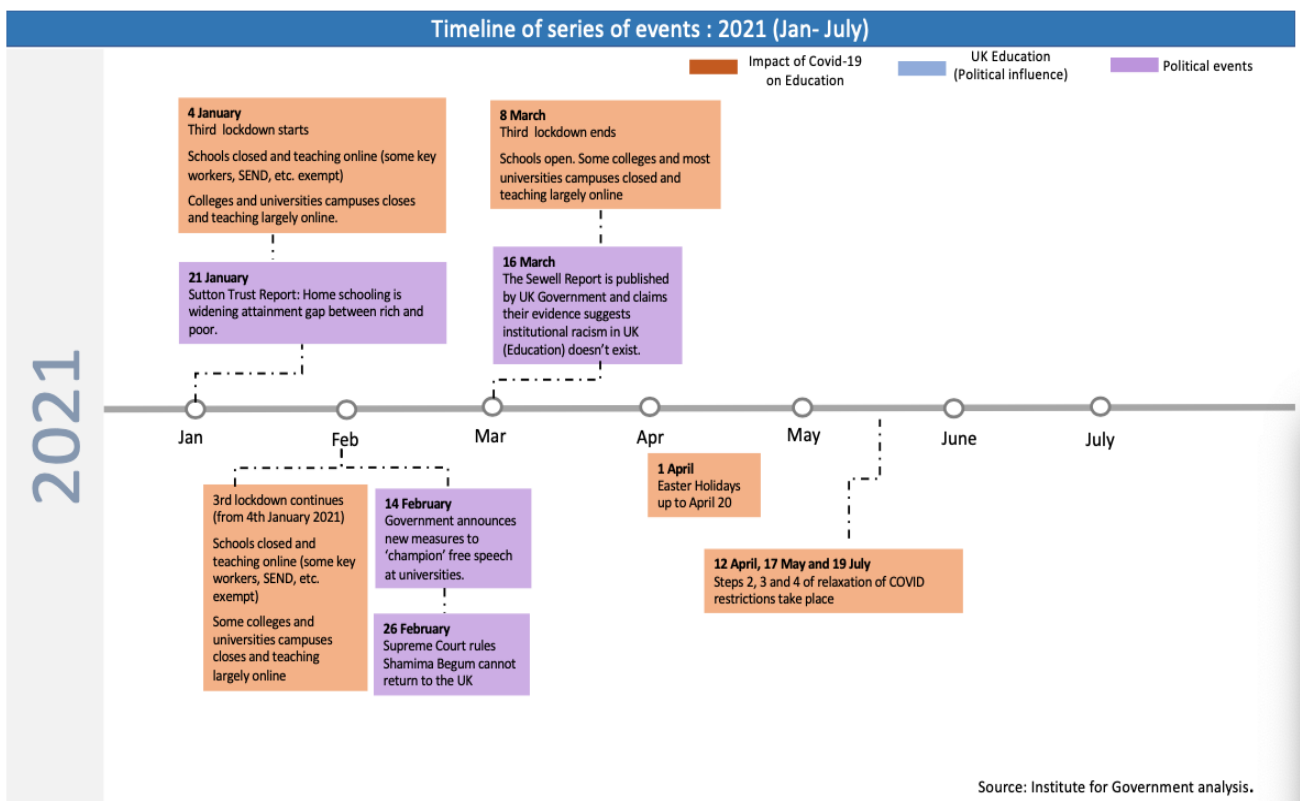 Timeline of series of events : 2021 (Jan- July)
Impact of Covid-19
on Education
UK Education
(Political influence)
Political events
4 January
Third lockdown starts
Schools closed and teaching online (some key
workers, SEND, etc. exempt)
Colleges and universities campuses closes
and teaching largely online.
8 March
Third lockdown ends
Schools open. Some colleges and most
universities campuses closed and
teaching largely online
21 January
Sutton Trust Report: Home schooling is
widening attainment gap between rich and
poor.
16 March
The Sewell Report is published
by UK Government and claims
their evidence suggests
institutional racism in UK
(Education) doesn't exist.
2021
Jan
Feb
Mar
Apr
May
June
July
3rd lockdown continues
(from 4th January 2021)
Schools closed and
teaching online (some key
workers, SEND, etc.
exempt)
Some colleges and
universities campuses
closes and teaching
largely online
14 February
Government announces
new measures to
'champion' free speech
at universities.
26 February
Supreme Court rules
Shamima Begum cannot
return to the UK
1 April
Easter Holidays
up to April 20
12 April, 17 May and 19 July
Steps 2, 3 and 4 of relaxation of COVID
restrictions take place
Source: Institute for Government analysis.